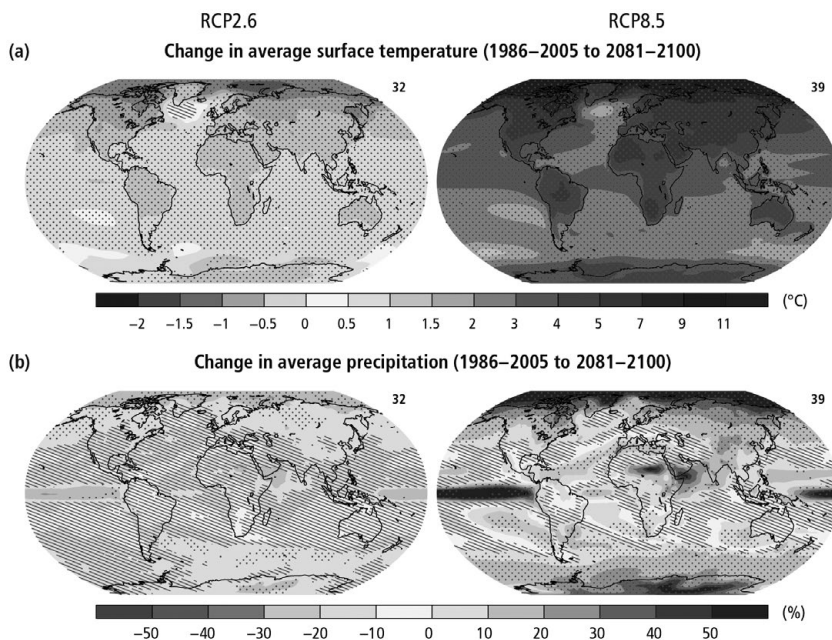 RCP2.6 RCP8.5
(a) Change in average surface temperature (1986–2005 to 2081–2100)
32 39
(°C)
−2 −1.5 −1 −0.5 0 0.5 1 1.5 2 3 4 5 7 9 11
(b) Change in average precipitation (1986–2005 to 2081–2100)
32 39
(%)
−50 −40 −30 −20 −10 0 10 20 30 40 50